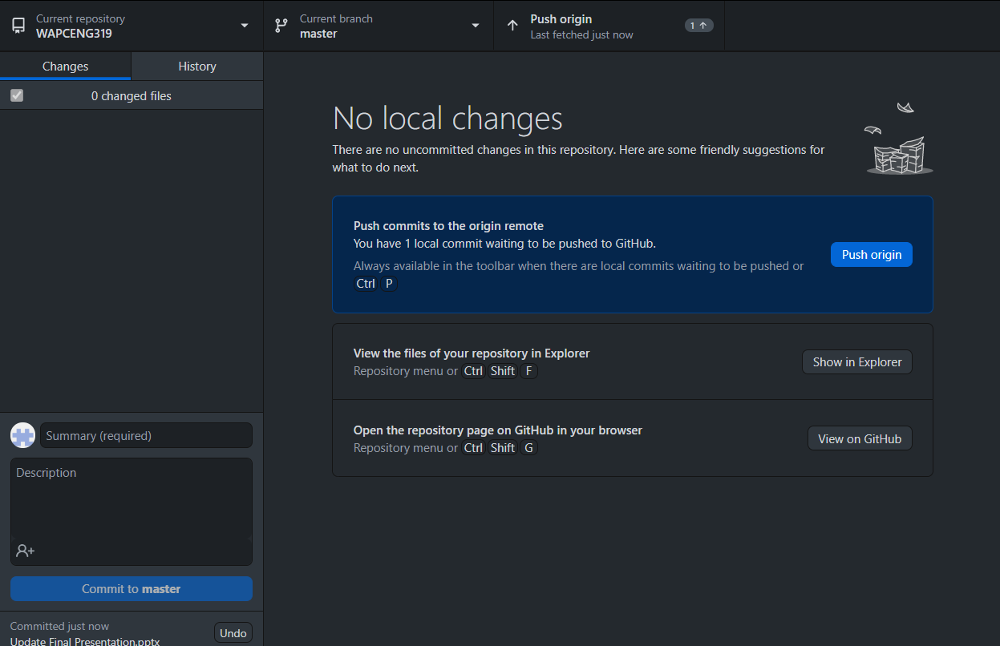 Current repository
WAPCENG319
Current branch
master
Push origin
Last fetched just now
1
Changes
History
0 changed files
No local changes
There are no uncommitted changes in this repository. Here are some friendly suggestions for
what to do next.
Push commits to the origin remote
You have 1 local commit waiting to be pushed to GitHub.
Always available in the toolbar when there are local commits waiting to be pushed or
Ctrl P
Push origin
View the files of your repository in Explorer
Repository menu or Ctrl Shift F
Show in Explorer
Open the repository page on GitHub in your browser
Repository menu or Ctrl Shift G
View on GitHub
Summary (required)
Description
Commit to master
Committed just now
Update Final Presentation.pptx
Undo